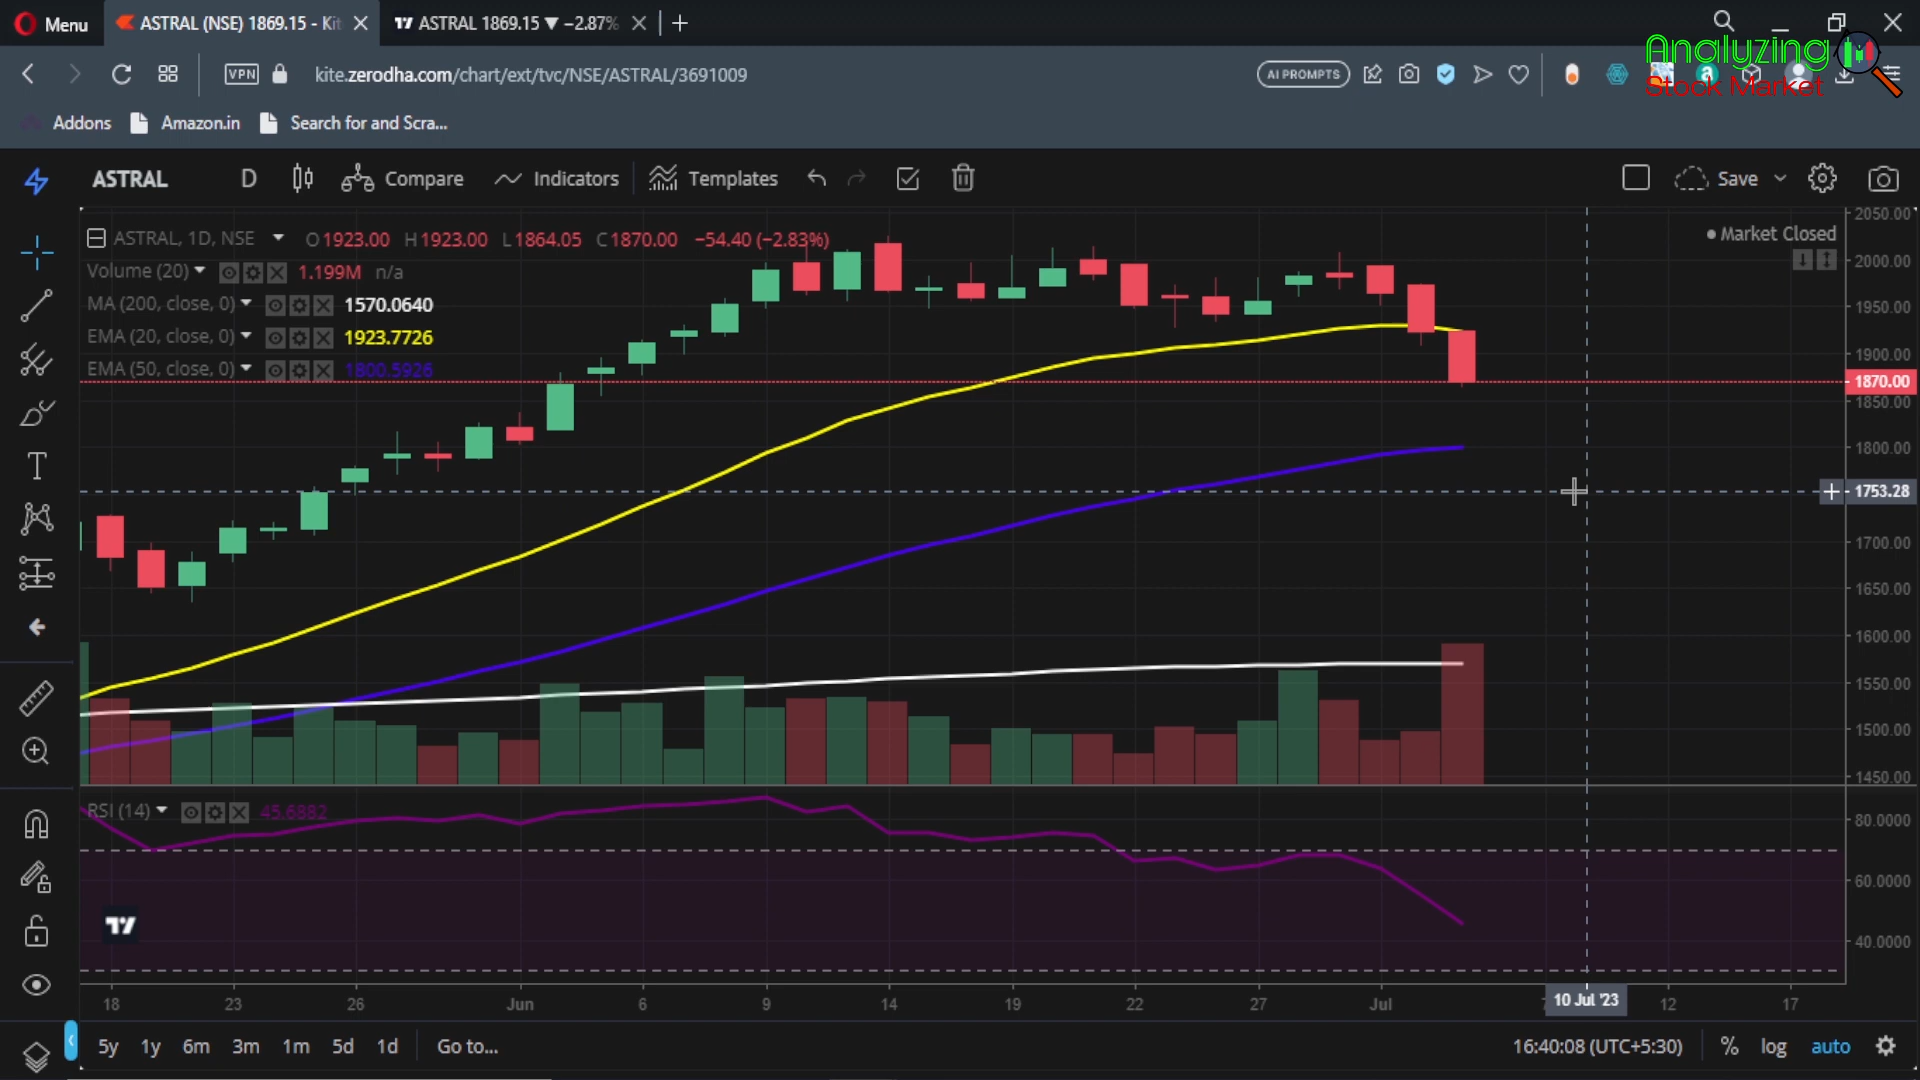 Menu
ASTRAL (NSE) 1869.15 - Kit
ASTRAL 1869.15 ▼ −2.87%
VPN
kite.zerodha.com/chart/ext/tvc/NSE/ASTRAL/3691009
AI PROMPTS
Analyzing
Stock Market
Addons
Amazon.in
Search for and Scra...
ASTRAL
D
Compare
Indicators
Templates
Save
ASTRAL, 1D, NSE
O1923.00 H1923.00 L1864.05 C1870.00 −54.40 (−2.83%)
Market Closed
Volume (20)
1.199M n/a
MA (200, close, 0)
1570.0640
EMA (20, close, 0)
1923.7726
EMA (50, close, 0)
1800.5926
2050.00
2000.00
1950.00
1900.00
1870.00
1850.00
1800.00
1753.28
1700.00
1650.00
1600.00
1550.00
1500.00
1450.00
RSI (14)
45.6882
80.0000
60.0000
40.0000
18 23 26 Jun 6 9 14 19 22 27 Jul 10 Jul '23 12 17
5y 1y 6m 3m 1m 5d 1d Go to...
16:40:08 (UTC+5:30) % log auto